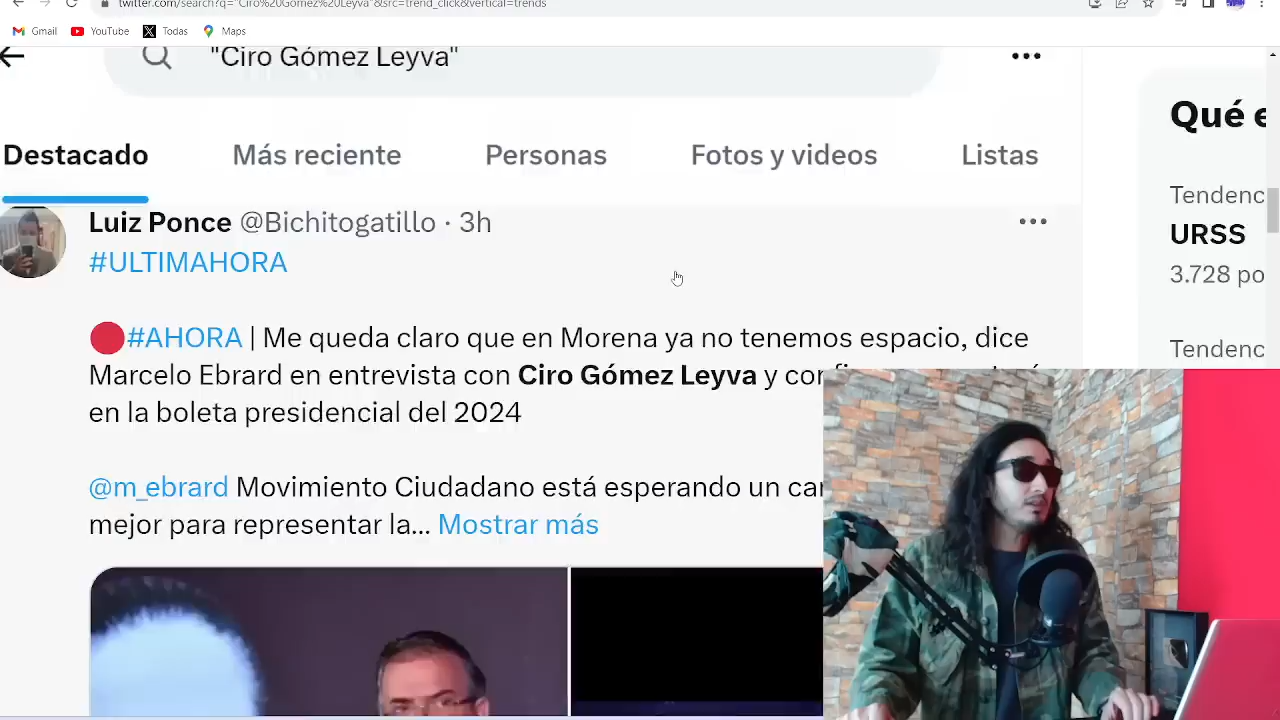 twitter.com/search?q="Ciro%20Gómez%20Leyva"&src=trend_click&vertical=trends
Gmail YouTube Todas Maps
"Ciro Gómez Leyva"
Destacado Más reciente Personas Fotos y videos Listas
Luiz Ponce @Bichitogatillo · 3h
#ULTIMAHORA
#AHORA | Me queda claro que en Morena ya no tenemos espacio, dice
Marcelo Ebrard en entrevista con Ciro Gómez Leyva y
en la boleta presidencial del 2024
@m_ebrard Movimiento Ciudadano está esperando un
mejor para representar la... Mostrar más
Qué
Tendenc
URSS
3.728 po
Tendenc